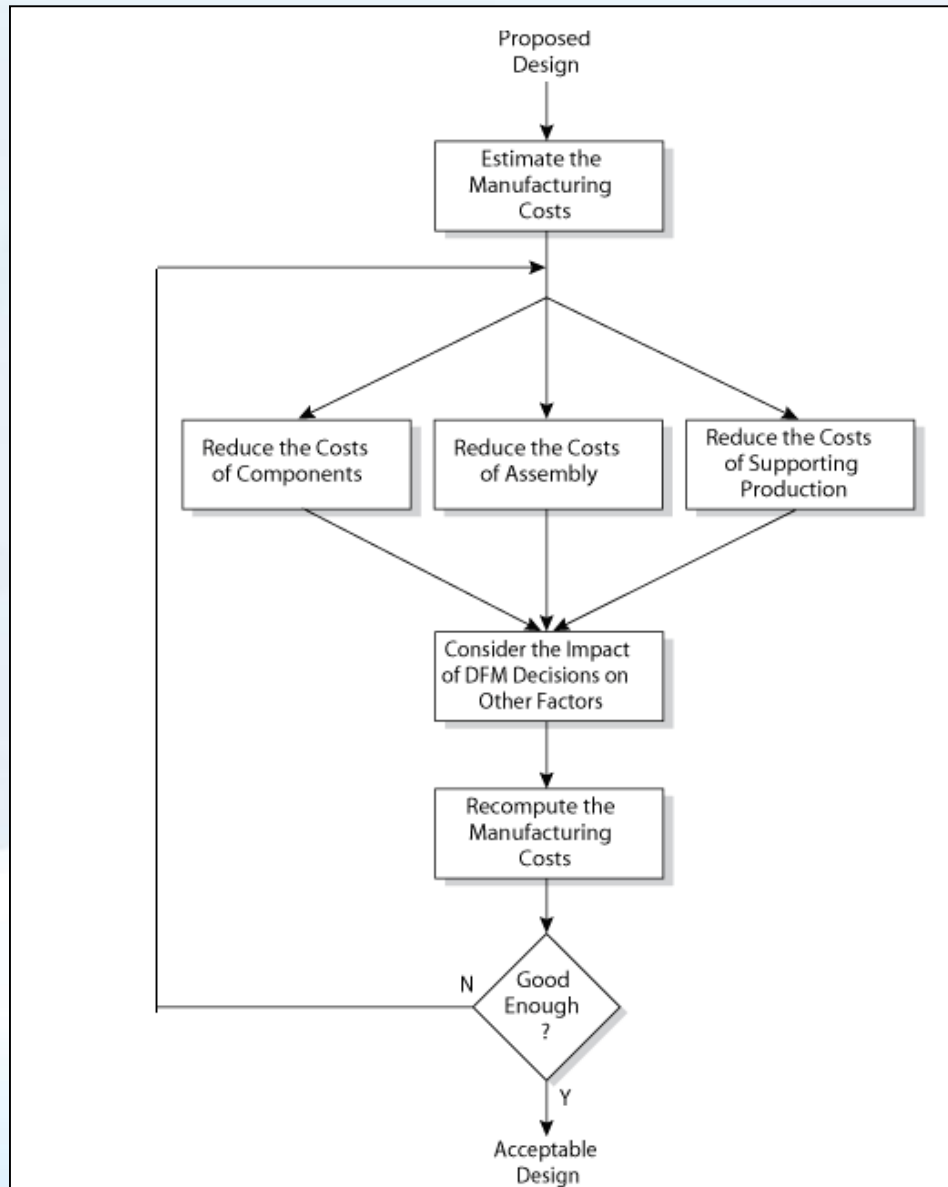 Proposed
Design
Estimate the
Manufacturing
Costs
Reduce the Costs
of Components
Reduce the Costs
of Assembly
Reduce the Costs
of Supporting
Production
Consider the Impact
of DFM Decisions on
Other Factors
Recompute the
Manufacturing
Costs
N
Good
Enough
?
Y
Acceptable
Design